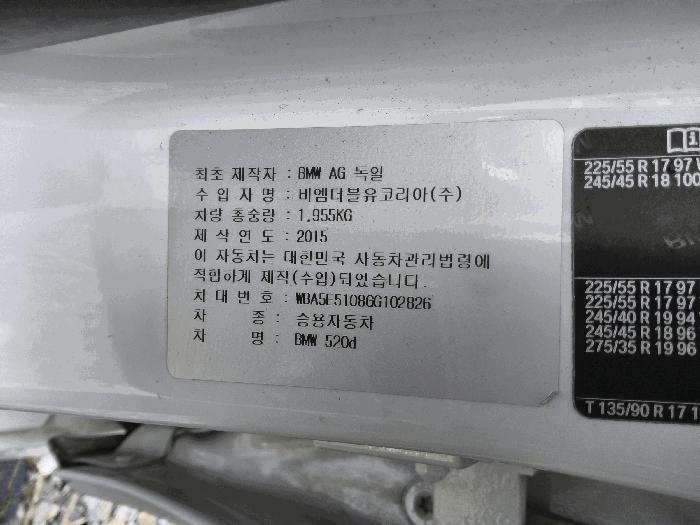 최초 제작자 : BMW AG 독일
수 입 자 명 : 비엠더블유코리아(주)
차량 총중량 : 1,955KG
제 작 연 도 : 2015
이 자동차는 대한민국 자동차관리법령에
적합하게 제작(수입)되었습니다.
차 대 번 호 : WBA5E5108GG102826
차 종 : 승용자동차
차 명 : BMW 520d
225/55 R 17 97
245/45 R 18 100
225/55 R 17 97
225/55 R 17 97
245/40 R 19 94
245/45 R 18 96
275/35 R 19 96
T 135/90 R 17 1